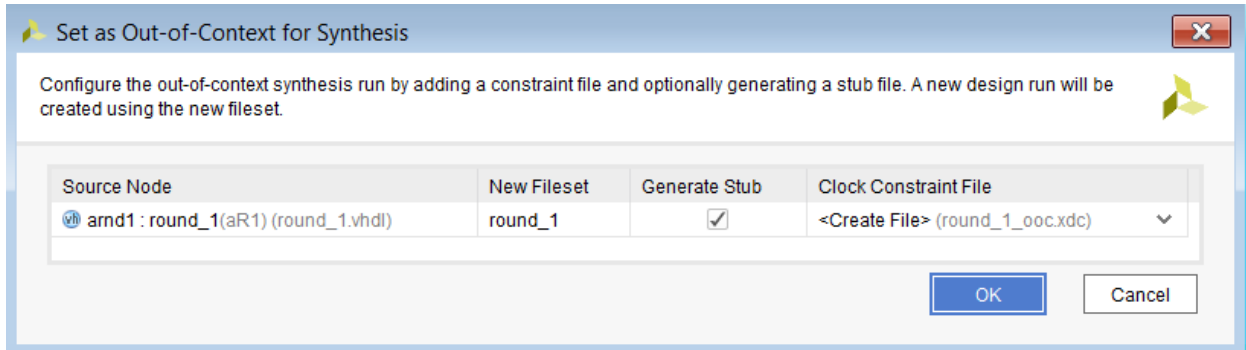 Set as Out-of-Context for Synthesis
Configure the out-of-context synthesis run by adding a constraint file and optionally generating a stub file. A new design run will be
created using the new fileset.
Source Node New Fileset Generate Stub Clock Constraint File
vh arnd1 : round_1(aR1) (round_1.vhdl) round_1 <Create File> (round_1_ooc.xdc)
OK Cancel